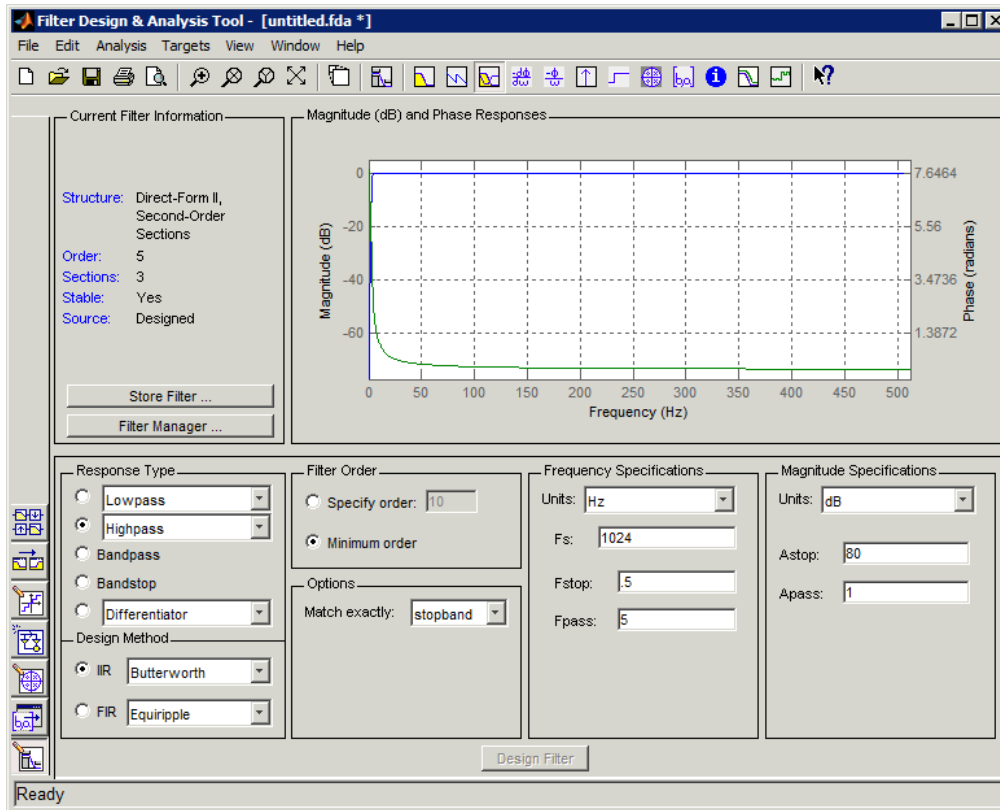 Filter Design & Analysis Tool - [untitled.fda *]
File Edit Analysis Targets View Window Help
Current Filter Information
Structure: Direct-Form II,
Second-Order
Sections
Order: 5
Sections: 3
Stable: Yes
Source: Designed
Store Filter ...
Filter Manager ...
Magnitude (dB) and Phase Responses
Magnitude (dB)
0
-20
-40
-60
7.6464
5.56
3.4736
1.3872
Phase (radians)
0 50 100 150 200 250 300 350 400 450 500
Frequency (Hz)
Response Type
Lowpass
Highpass
Bandpass
Bandstop
Differentiator
Design Method
IIR Butterworth
FIR Equiripple
Filter Order
Specify order: 10
Minimum order
Options
Match exactly: stopband
Frequency Specifications
Units: Hz
Fs: 1024
Fstop: .5
Fpass: 5
Magnitude Specifications
Units: dB
Astop: 80
Apass: 1
Design Filter
Ready